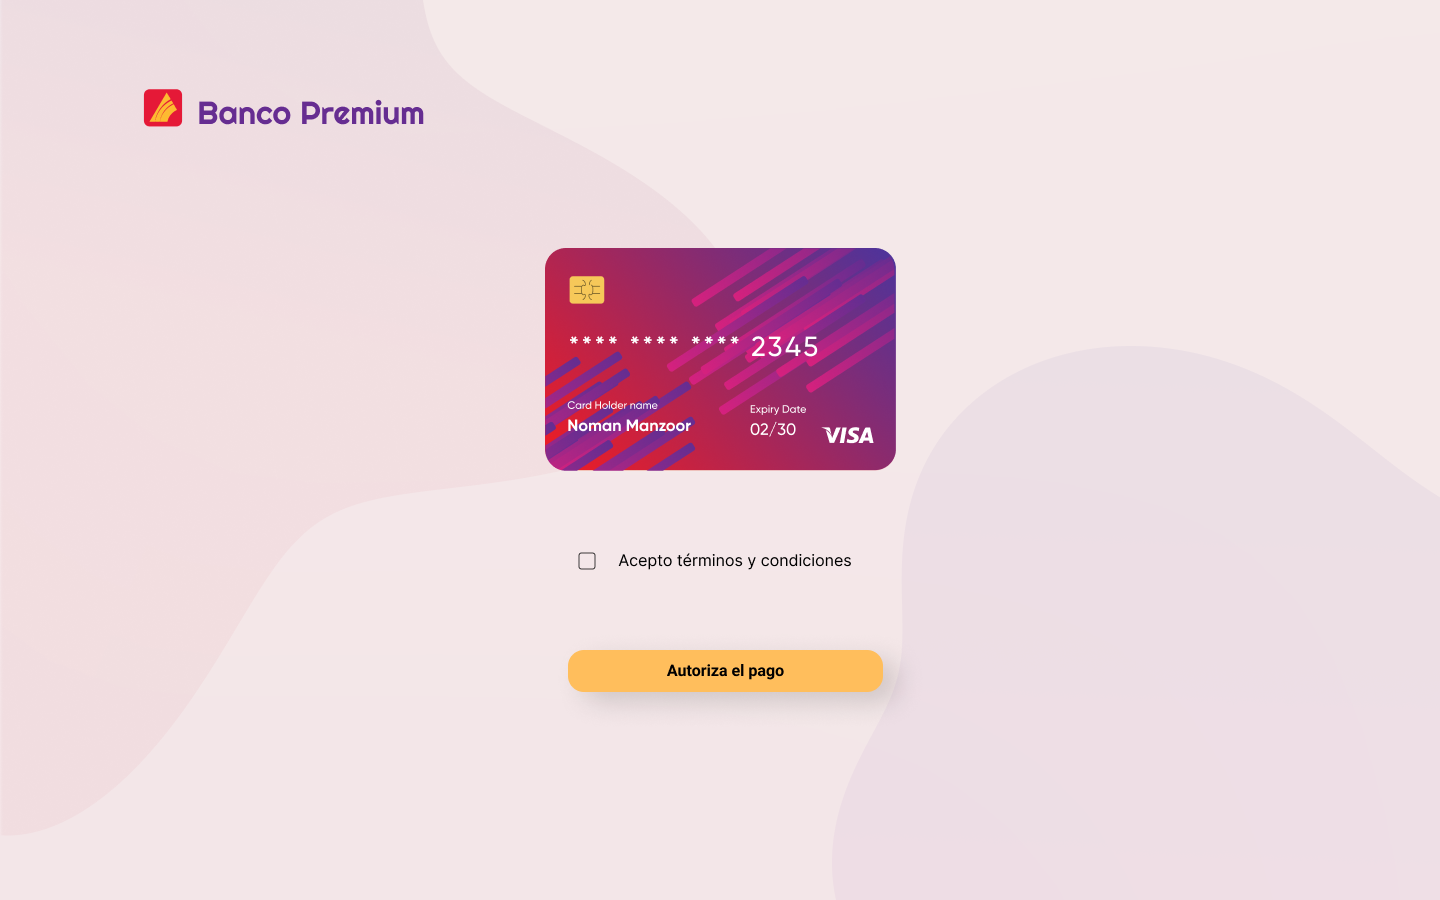 Banco Premium
**** **** **** 2345
Card Holder name
Noman Manzoor
Expiry Date
02/30
VISA
Acepto términos y condiciones
Autoriza el pago